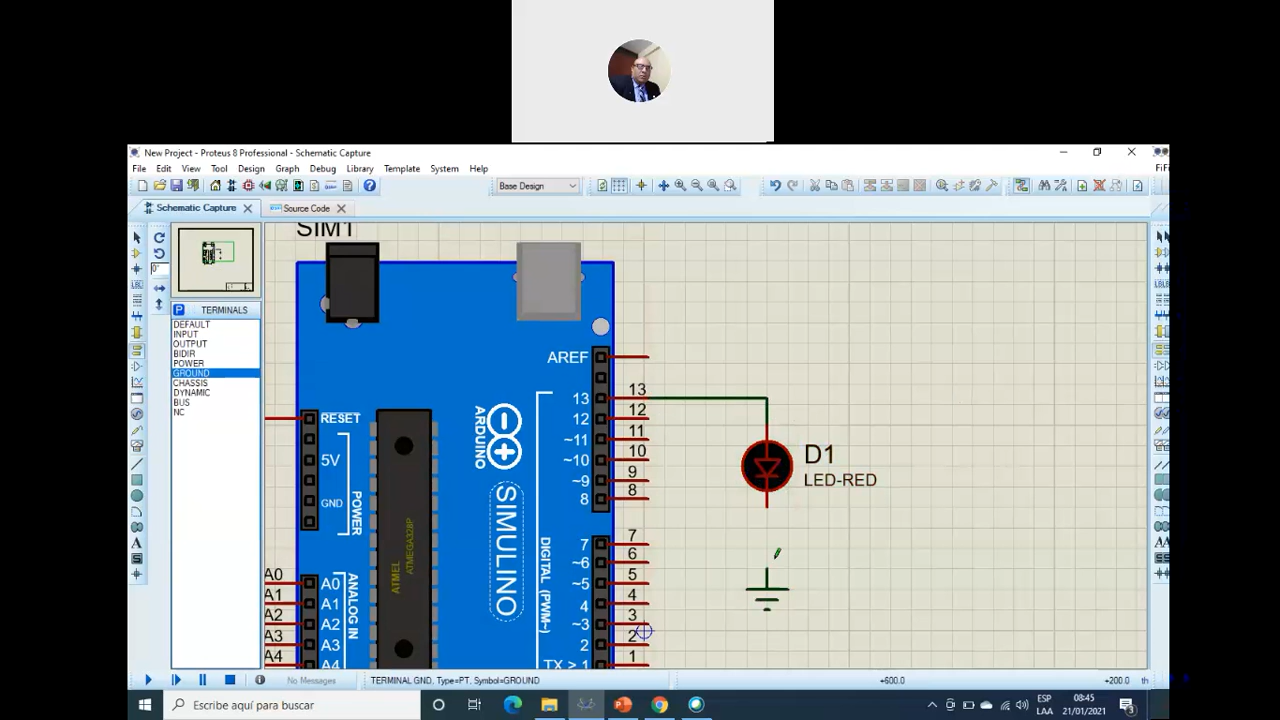 New Project - Proteus 8 Professional - Schematic Capture
File Edit View Tool Design Graph Debug Library Template System Help
FiFi
Base Design
Schematic Capture
Source Code
0°
P TERMINALS
DEFAULT
INPUT
OUTPUT
BIDIR
POWER
GROUND
CHASSIS
DYNAMIC
BUS
NC
SIM1
AREF
13 13
12 12
~11 11
~10 10
~9 9
8 8
7 7
~6 6
~5 5
4 4
~3 3
2 2
TX > 1 1
RESET
5V
GND
POWER
A0 A0
A1 A1
A2 A2
A3 A3
A4 A4
ANALOG IN
ATMEL
ATMEGA328P
ARDUINO
SIMULINO
DIGITAL (PWM~)
D1
LED-RED
No Messages
TERMINAL GND, Type=PT, Symbol=GROUND
+600.0
+200.0
th
Escribe aquí para buscar
ESP
LAA
08:45
21/01/2021
3